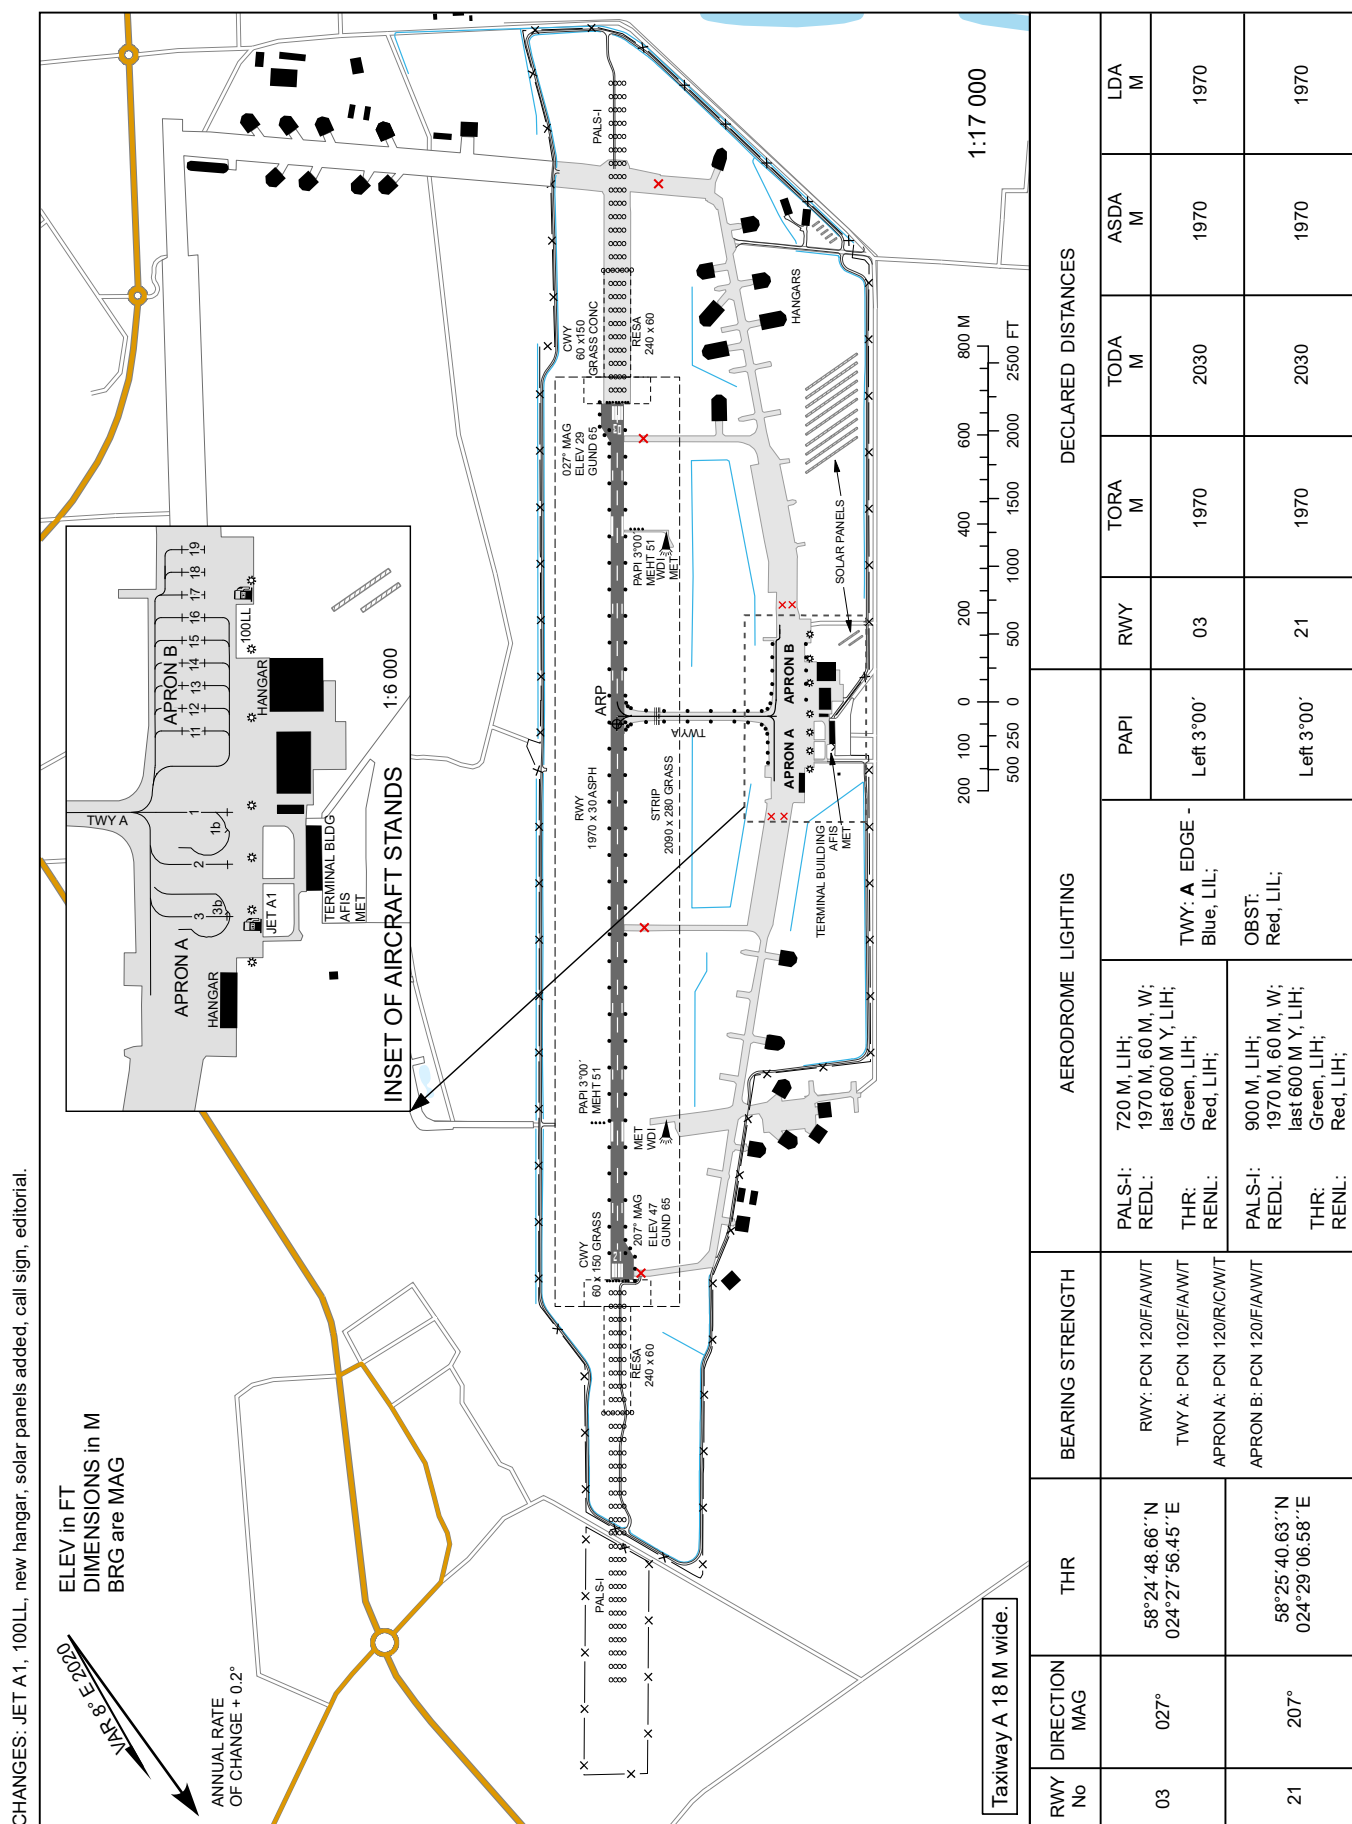 CHANGES: JET A1, 100LL, new hangar, solar panels added, call sign, editorial.
ELEV in FT
DIMENSIONS in M
BRG are MAG
VAR 8° E 2020
ANNUAL RATE
OF CHANGE + 0.2°
INSET OF AIRCRAFT STANDS
1:6 000
APRON A
APRON B
TWY A
HANGAR
HANGAR
JET A1
100LL
TERMINAL BLDG
AFIS
MET
3
3b
2
1b
1
11
12
13
14
15
16
17
18
19
PALS-I
PALS-I
RESA
240 x 60
CWY
60 x 150 GRASS
207° MAG
ELEV 47
GUND 65
PAPI 3°00´
MEHT 51
MET
WDI
RWY
1970 x 30 ASPH
STRIP
2090 x 280 GRASS
ARP
TWY A
APRON A
APRON B
TERMINAL BUILDING
AFIS
MET
PAPI 3°00´
MEHT 51
WDI
MET
027° MAG
ELEV 29
GUND 65
CWY
60 x150
GRASS CONC
RESA
240 x 60
SOLAR PANELS
HANGARS
1:17 000
200 100 0 200 400 600 800 M
500 250 0 500 1000 1500 2000 2500 FT
Taxiway A 18 M wide.
RWY
No
DIRECTION
MAG
THR
BEARING STRENGTH
AERODROME LIGHTING
PAPI
RWY
DECLARED DISTANCES
TORA
M
TODA
M
ASDA
M
LDA
M
03
027°
58°24´48.66´´N
024°27´56.45´´E
RWY: PCN 120/F/A/W/T
TWY A: PCN 102/F/A/W/T
APRON A: PCN 120/R/C/W/T
APRON B: PCN 120/F/A/W/T
PALS-I: 720 M, LIH;
REDL: 1970 M, 60 M, W;
last 600 M Y, LIH;
THR: Green, LIH;
RENL: Red, LIH;
TWY: A EDGE -
Blue, LIL;
OBST:
Red, LIL;
Left 3°00´
03
1970
2030
1970
1970
21
207°
58°25´40.63´´N
024°29´06.58´´E
PALS-I: 900 M, LIH;
REDL: 1970 M, 60 M, W;
last 600 M Y, LIH;
THR: Green, LIH;
RENL: Red, LIH;
Left 3°00´
21
1970
2030
1970
1970